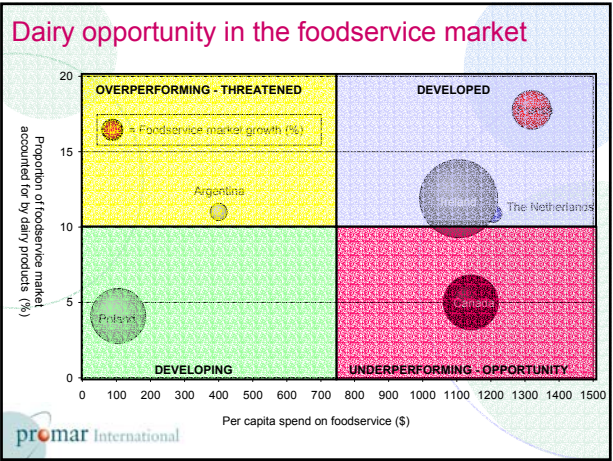 Dairy opportunity in the foodservice market
Proportion of foodservice market
accounted for by dairy products (%)
20
15
10
5
0
OVERPERFORMING - THREATENED
DEVELOPED
= Foodservice market growth (%)
Argentina
Ireland
The Netherlands
Poland
Canada
DEVELOPING
UNDERPERFORMING - OPPORTUNITY
0 100 200 300 400 500 600 700 800 900 1000 1100 1200 1300 1400 1500
Per capita spend on foodservice ($)
promar International